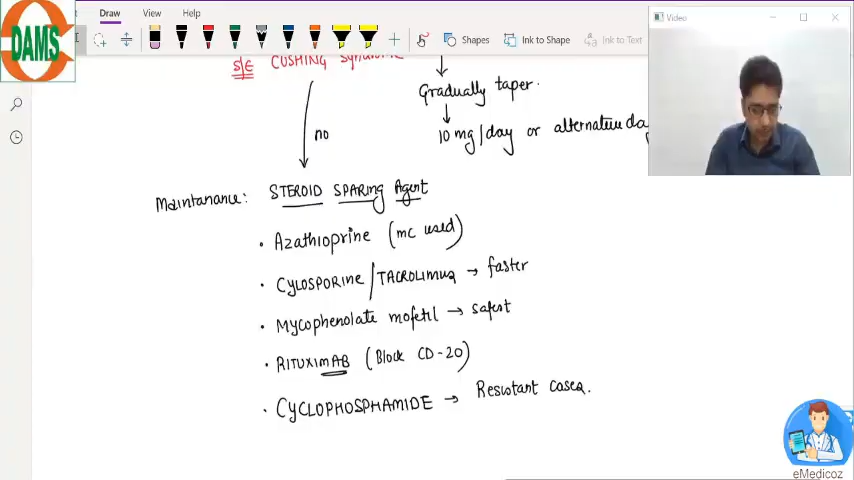 Draw View Help
Video
DAMS
Shapes
Ink to Shape
Ink to Text
S/E CUSHING Syndrome
Gradually taper.
no
10 mg/day or alternative day
Maintanance: STEROID SPARING Agent
• Azathioprine (mc used)
• CYLOSPORINE/TACROLIMUS → faster
• Mycophenolate mofetil → safest
• RITUXIMAB (Block CD-20)
• CYCLOPHOSPHAMIDE → Resistant cases.
eMedicoz